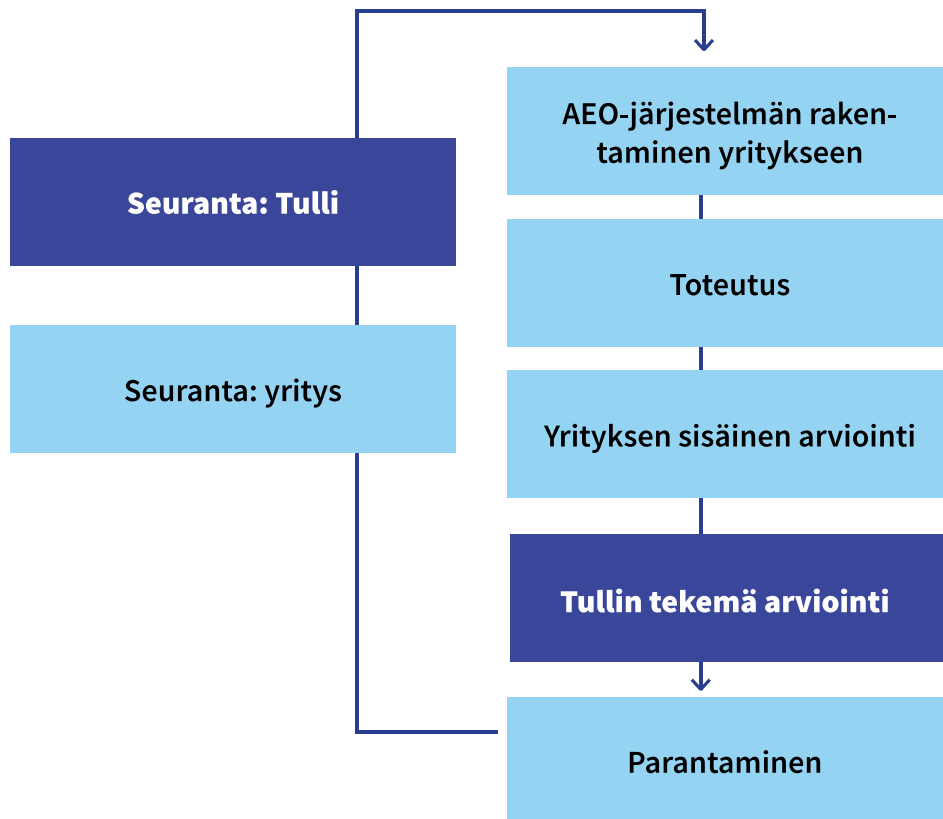 AEO-järjestelmän raken-
taminen yritykseen
Toteutus
Yrityksen sisäinen arviointi
Tullin tekemä arviointi
Parantaminen
Seuranta: yritys
Seuranta: Tulli